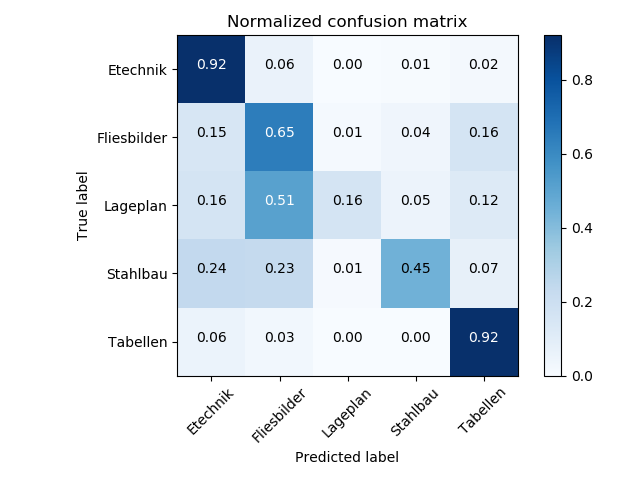 Normalized confusion matrix
Etechnik 0.92 0.06 0.00 0.01 0.02
Fliesbilder 0.15 0.65 0.01 0.04 0.16
Lageplan 0.16 0.51 0.16 0.05 0.12
Stahlbau 0.24 0.23 0.01 0.45 0.07
Tabellen 0.06 0.03 0.00 0.00 0.92
True label
Etechnik Fliesbilder Lageplan Stahlbau Tabellen
Predicted label
0.8
0.6
0.4
0.2
0.0